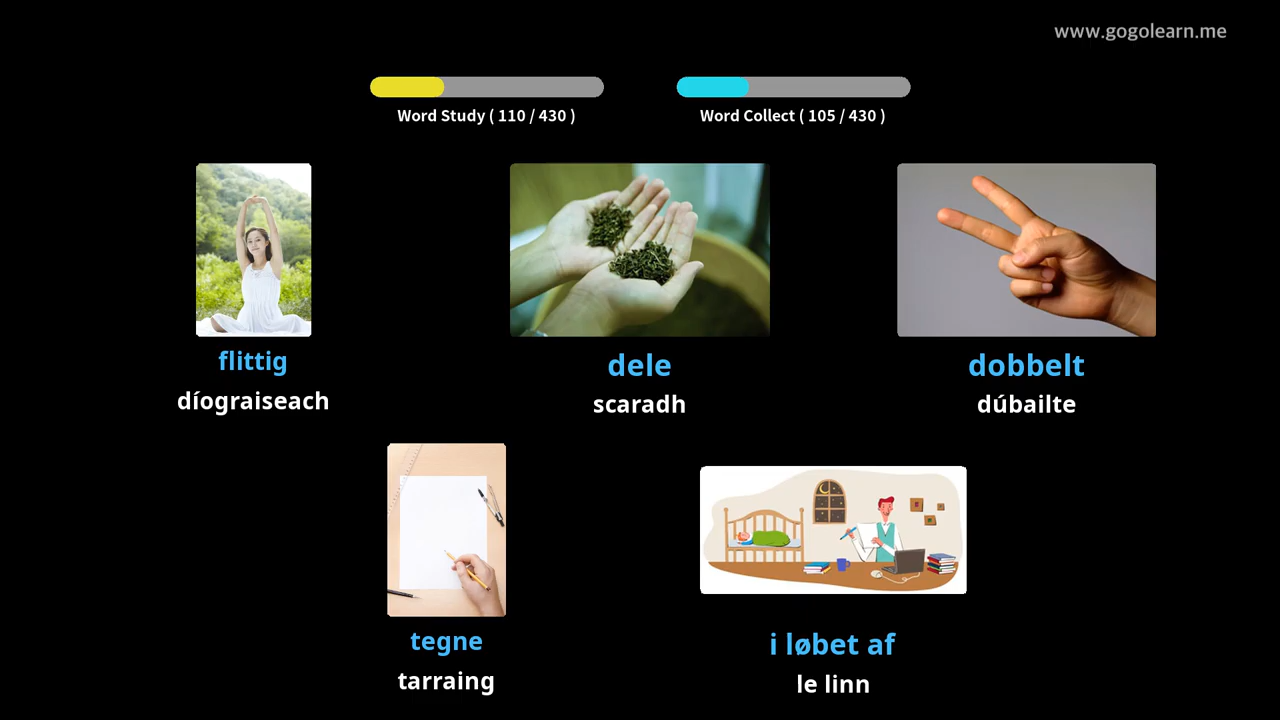 www.gogolearn.me
Word Study ( 110 / 430 )
Word Collect ( 105 / 430 )
flittig
díograiseach
dele
scaradh
dobbelt
dúbailte
tegne
tarraing
i løbet af
le linn